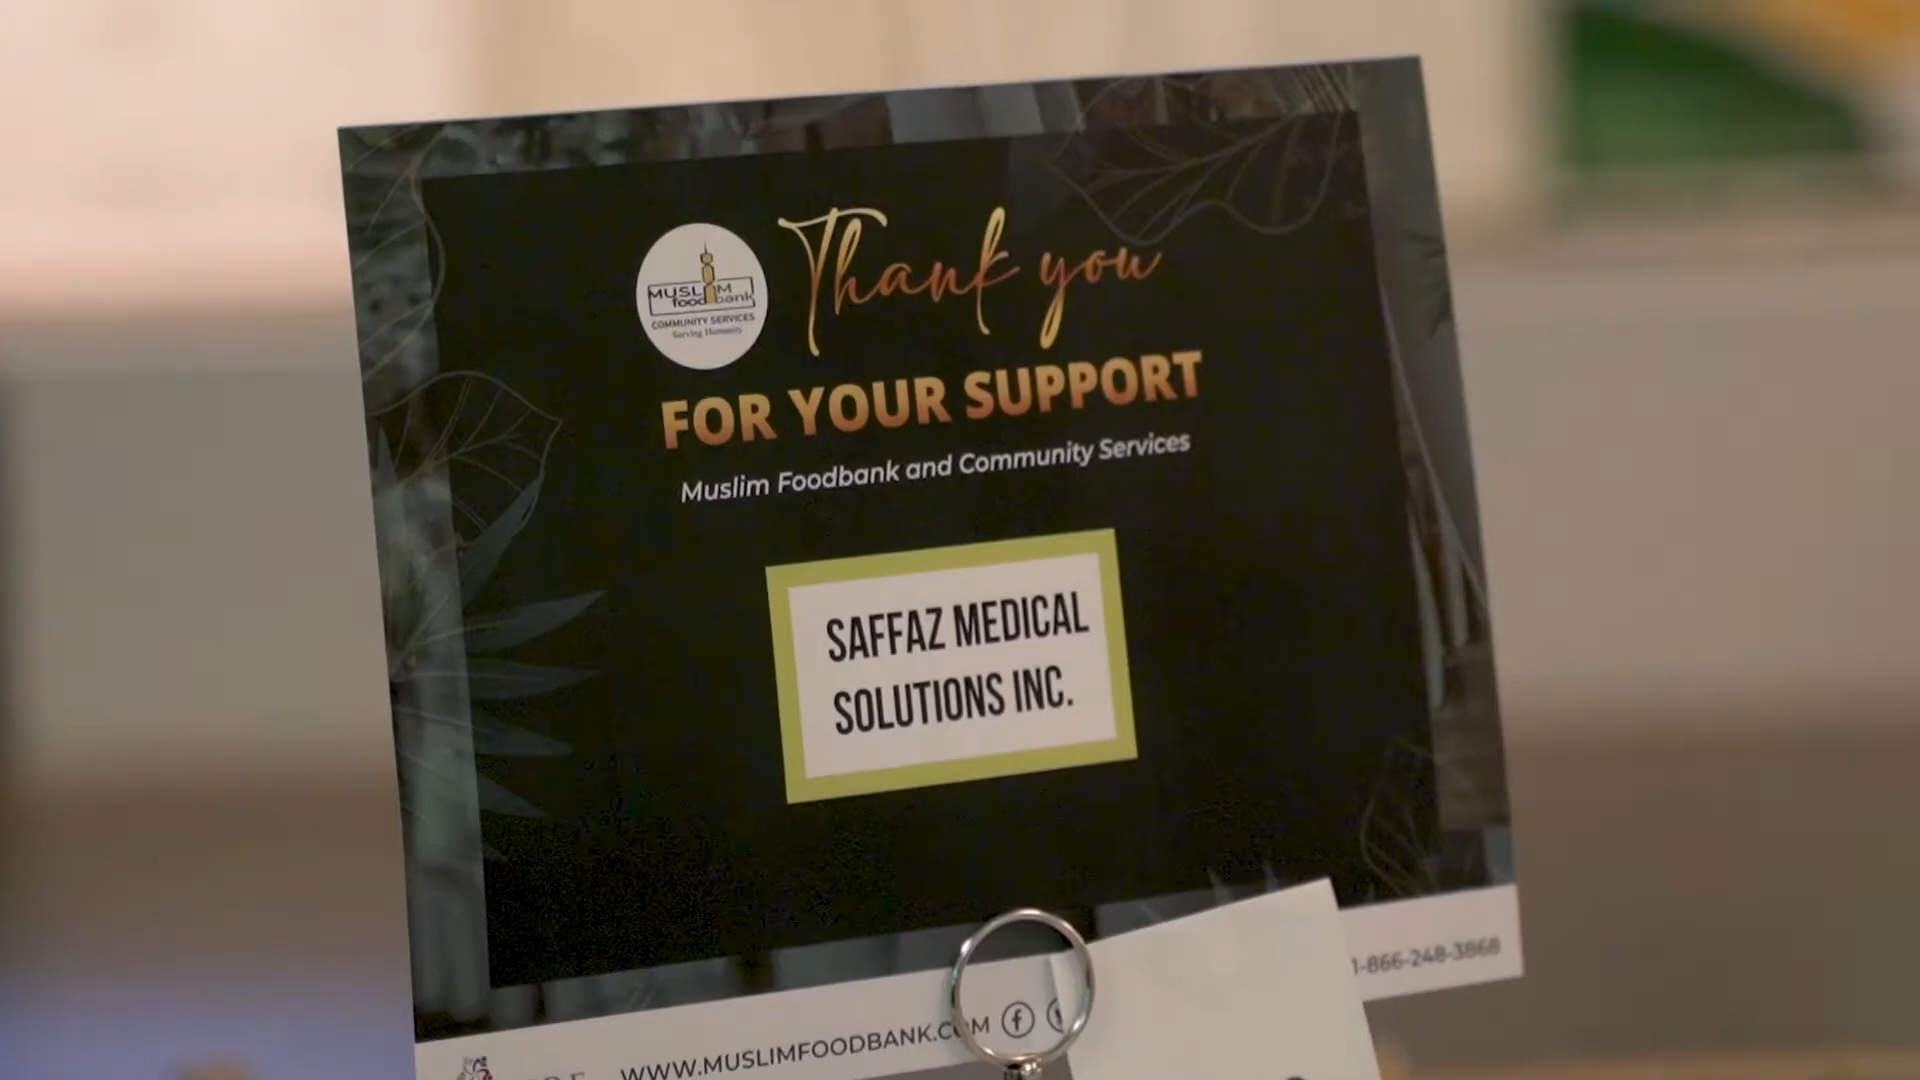 MUSLIM
foodbank
COMMUNITY SERVICES
Serving Humanity
Thank you
FOR YOUR SUPPORT
Muslim Foodbank and Community Services
SAFFAZ MEDICAL
SOLUTIONS INC.
WWW.MUSLIMFOODBANK.COM
1-866-248-3868